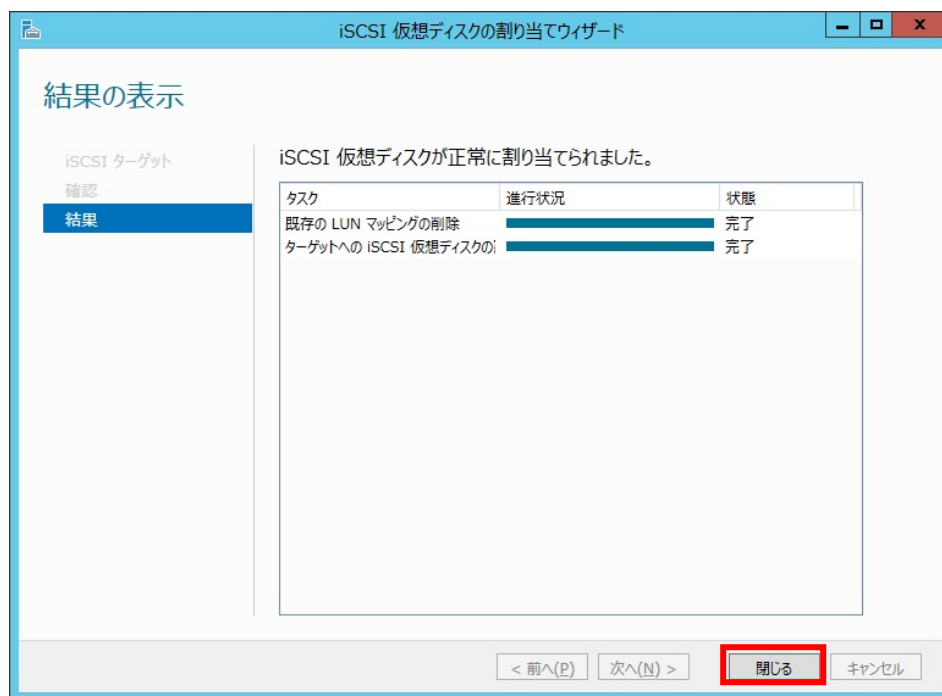 iSCSI 仮想ディスクの割り当てウィザード
結果の表示
iSCSI ターゲット
確認
結果
iSCSI 仮想ディスクが正常に割り当てられました。
タスク 進行状況 状態
既存の LUN マッピングの削除 完了
ターゲットへの iSCSI 仮想ディスクの 完了
< 前へ(P) 次へ(N) > 閉じる キャンセル